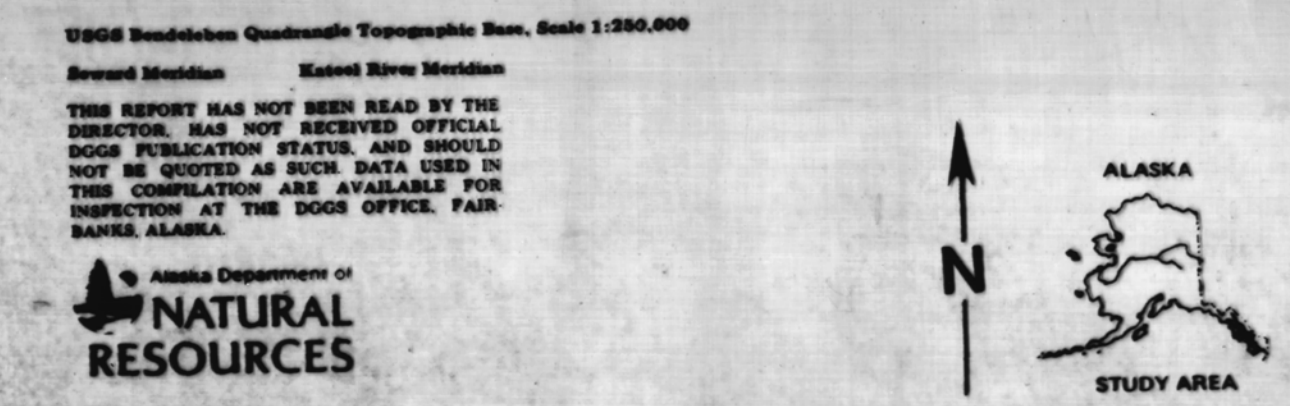 USGS Bendeleben Quadrangle Topographic Base, Scale 1:250,000
Seward Meridian Kateel River Meridian
THIS REPORT HAS NOT BEEN READ BY THE
DIRECTOR, HAS NOT RECEIVED OFFICIAL
DGGS PUBLICATION STATUS, AND SHOULD
NOT BE QUOTED AS SUCH. DATA USED IN
THIS COMPILATION ARE AVAILABLE FOR
INSPECTION AT THE DGGS OFFICE, FAIR-
BANKS, ALASKA.
Alaska Department of
NATURAL
RESOURCES
N
ALASKA
STUDY AREA